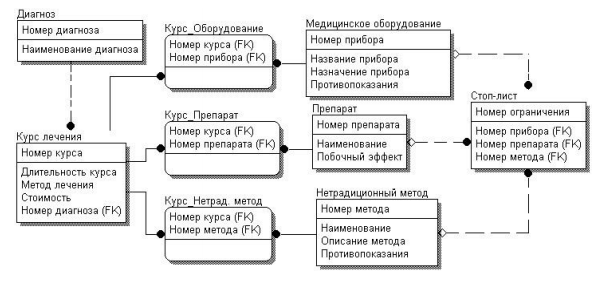 Диагноз
Номер диагноза
Наименование диагноза
Курс_Оборудование
Номер курса (FK)
Номер прибора (FK)
Медицинское оборудование
Номер прибора
Название прибора
Назначение прибора
Противопоказания
Стоп-лист
Номер ограничения
Номер прибора (FK)
Номер препарата (FK)
Номер метода (FK)
Курс_Препарат
Номер курса (FK)
Номер препарата (FK)
Препарат
Номер препарата
Наименование
Побочный эффект
Курс лечения
Номер курса
Длительность курса
Метод лечения
Стоимость
Номер диагноза (FK)
Курс_Нетрад. метод
Номер курса (FK)
Номер метода (FK)
Нетрадиционный метод
Номер метода
Наименование
Описание метода
Противопоказания